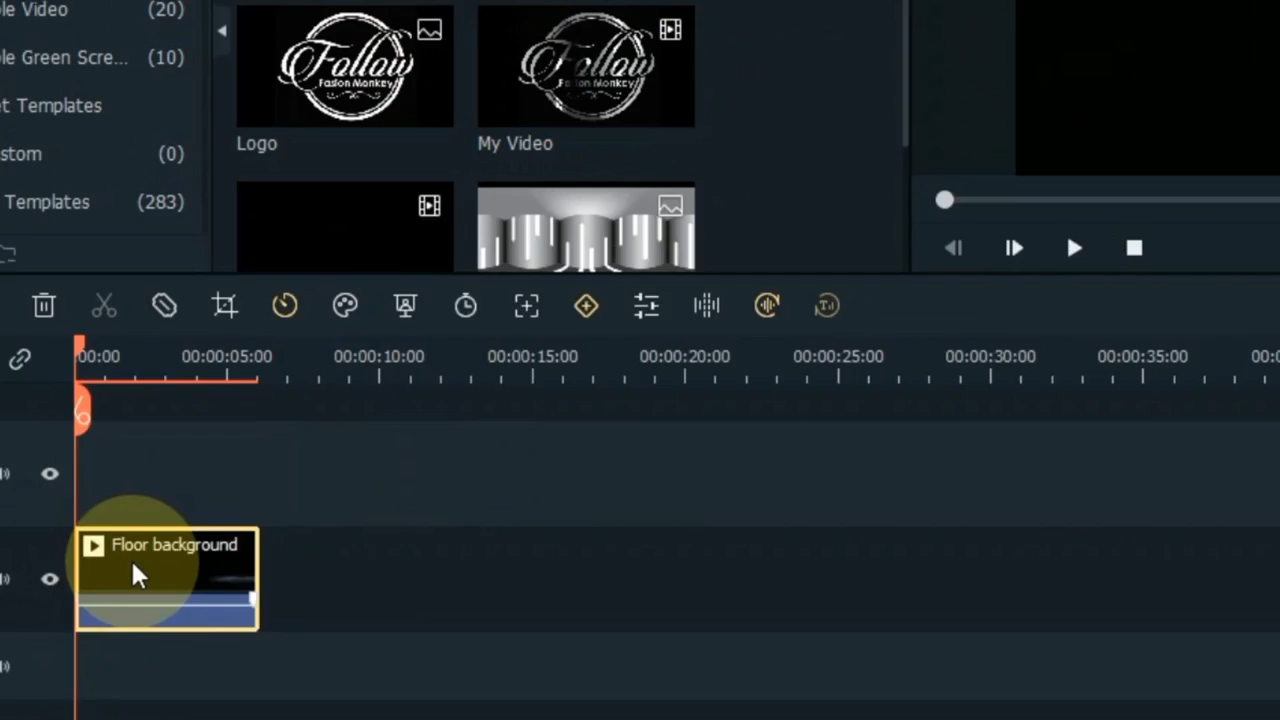 le Video (20)
le Green Scre... (10)
et Templates
stom (0)
Templates (283)
Follow
Fasion Monkey
Logo
Follow
Fasion Monkey
My Video
00:00 00:00:05:00 00:00:10:00 00:00:15:00 00:00:20:00 00:00:25:00 00:00:30:00 00:00:35:00 00:0
Floor background